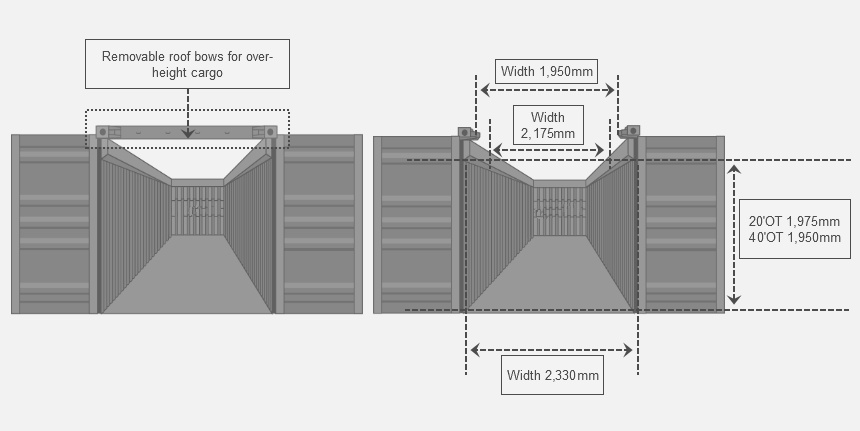 Removable roof bows for over-
height cargo
Width 1,950mm
Width
2,175mm
20'OT 1,975mm
40'OT 1,950mm
Width 2,330mm